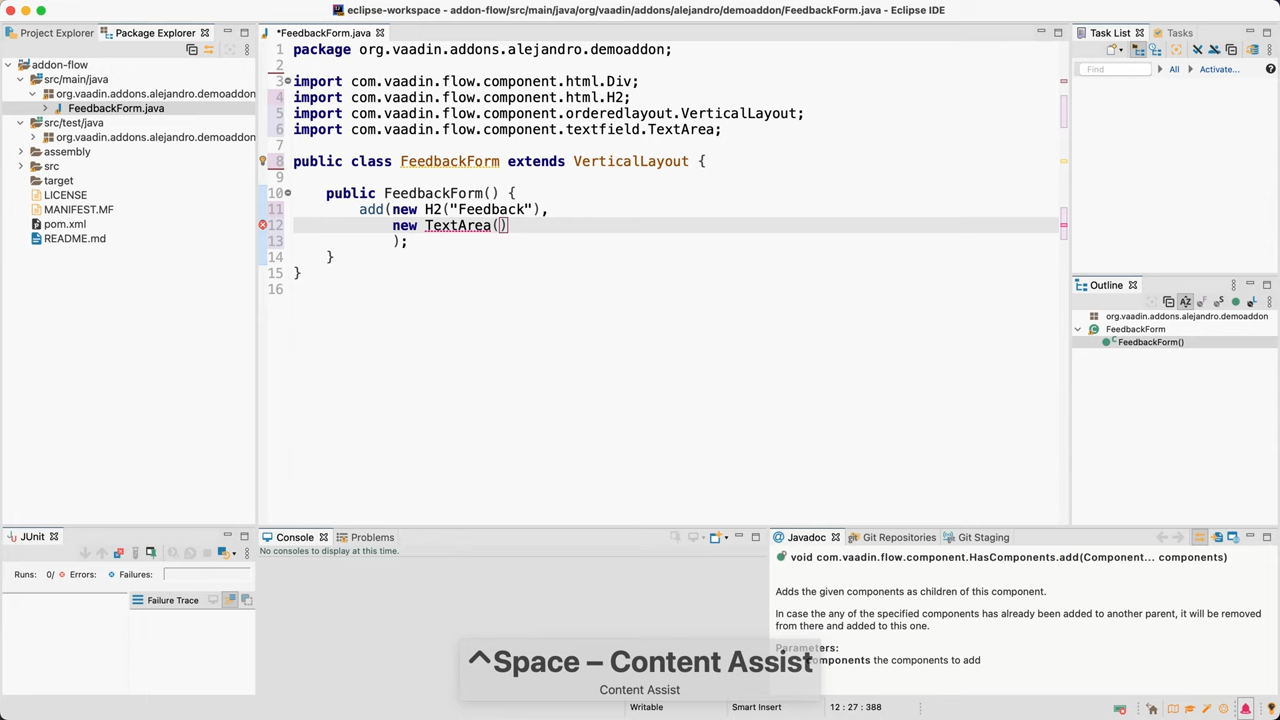 eclipse-workspace - addon-flow/src/main/java/org/vaadin/addons/alejandro/demoaddon/FeedbackForm.java - Eclipse IDE
Project Explorer
Package Explorer
addon-flow
src/main/java
org.vaadin.addons.alejandro.demoaddon
FeedbackForm.java
src/test/java
org.vaadin.addons.alejandro.demoaddon
assembly
src
target
LICENSE
MANIFEST.MF
pom.xml
README.md
*FeedbackForm.java
1 package org.vaadin.addons.alejandro.demoaddon;
2
3 import com.vaadin.flow.component.html.Div;
4 import com.vaadin.flow.component.html.H2;
5 import com.vaadin.flow.component.orderedlayout.VerticalLayout;
6 import com.vaadin.flow.component.textfield.TextArea;
7
8 public class FeedbackForm extends VerticalLayout {
9
10 public FeedbackForm() {
11 add(new H2("Feedback"),
12 new TextArea()
13 );
14 }
15 }
16
Task List
Tasks
Find
All
Activate...
Outline
org.vaadin.addons.alejandro.demoaddon
FeedbackForm
FeedbackForm()
JUnit
Runs: 0/ Errors: Failures:
Failure Trace
Console
Problems
No consoles to display at this time.
Javadoc
Git Repositories
Git Staging
void com.vaadin.flow.component.HasComponents.add(Component... components)
Adds the given components as children of this component.
In case the any of the specified components has already been added to another parent, it will be removed
from there and added to this one.
Parameters:
components the components to add
^Space – Content Assist
Content Assist
Writable
Smart Insert
12 : 27 : 388